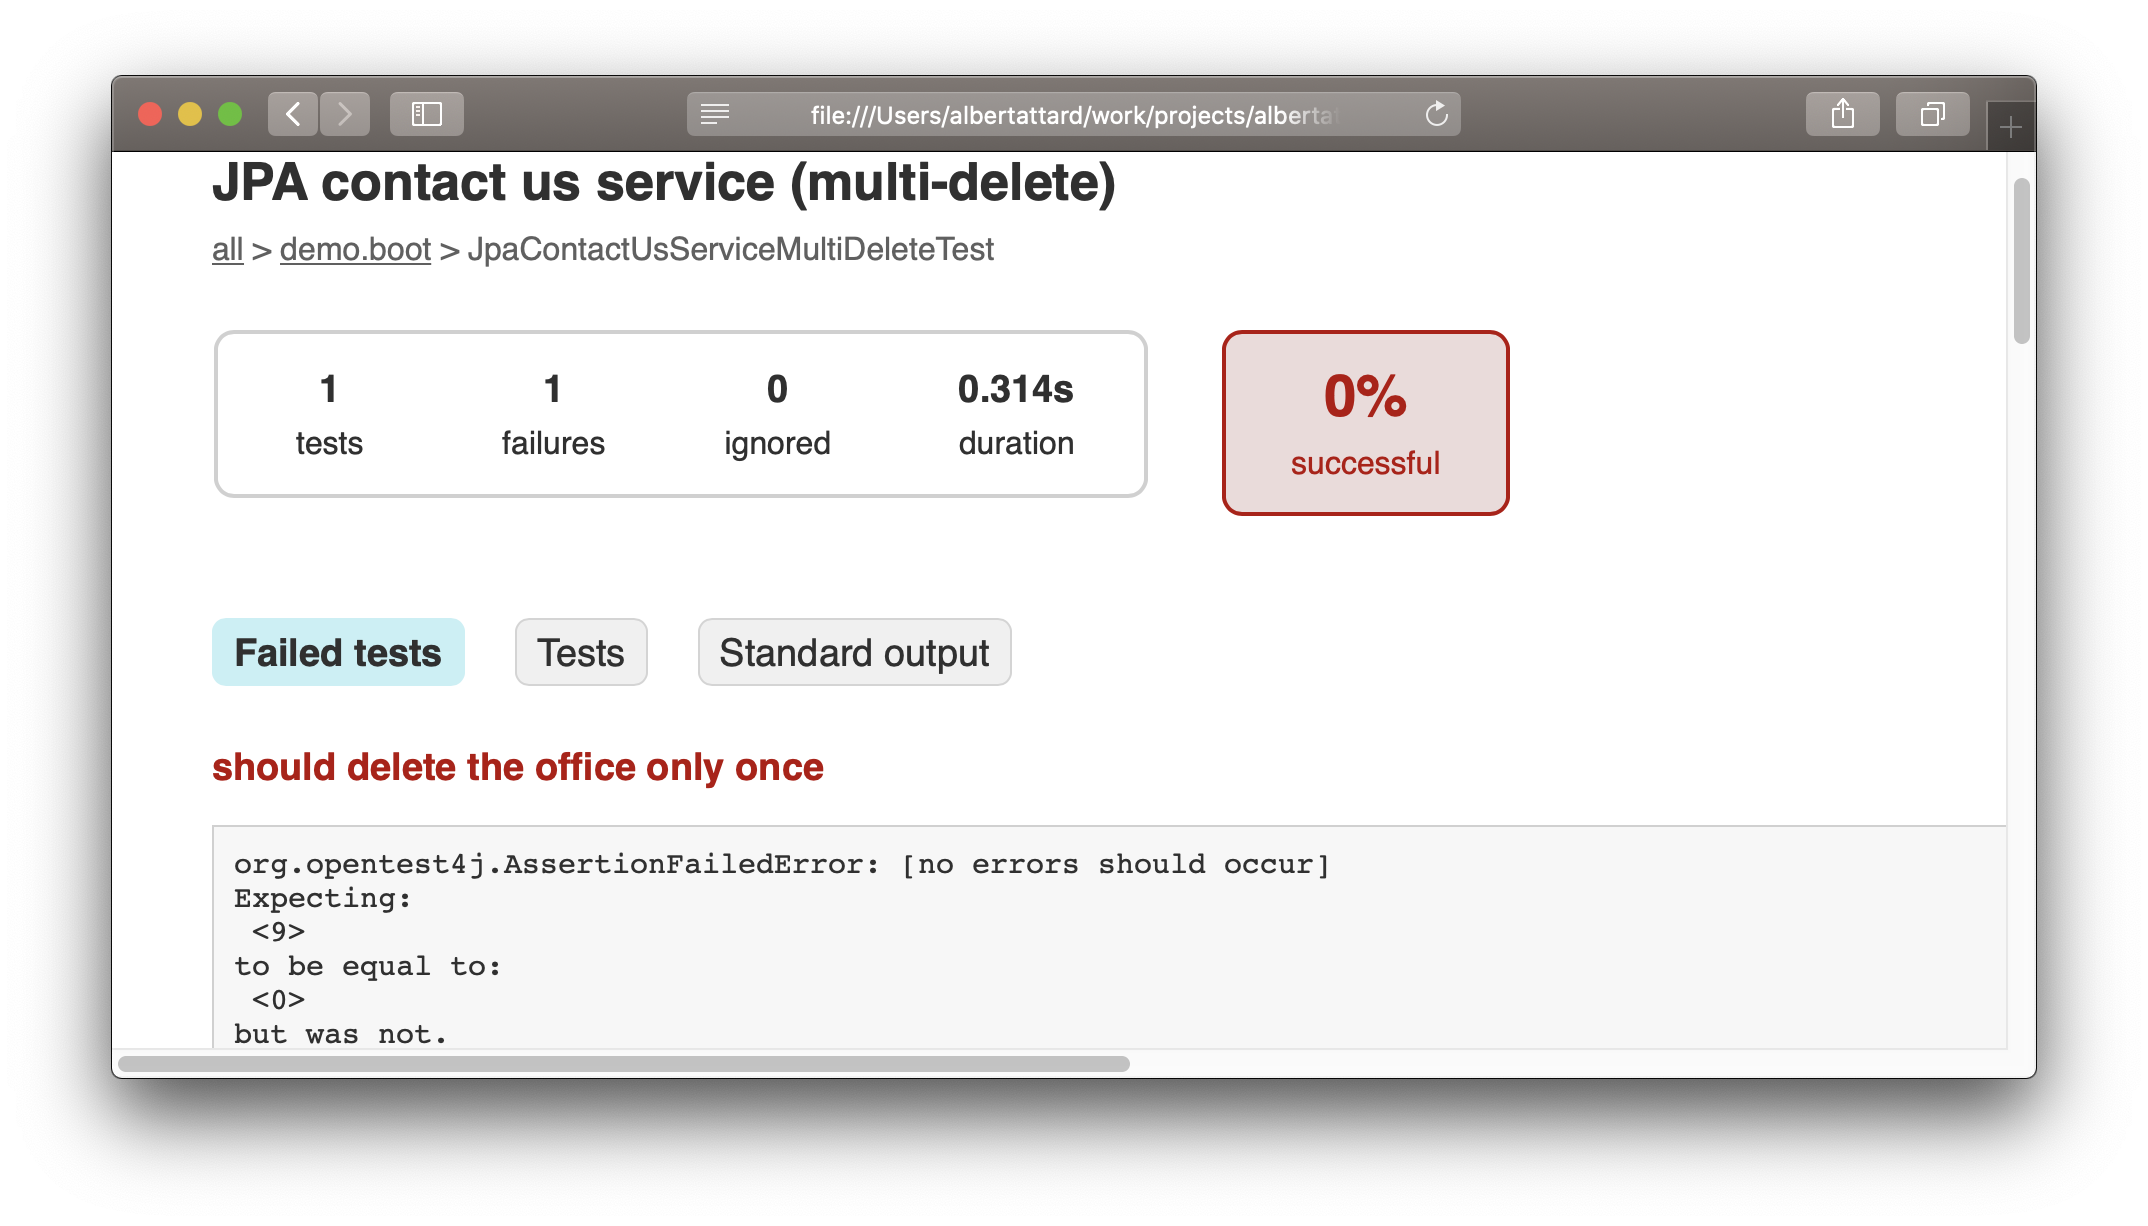 file:///Users/albertattard/work/projects/alberta
JPA contact us service (multi-delete)
all > demo.boot > JpaContactUsServiceMultiDeleteTest
1 1 0 0.314s
tests failures ignored duration
0%
successful
Failed tests Tests Standard output
should delete the office only once
org.opentest4j.AssertionFailedError: [no errors should occur]
Expecting:
<9>
to be equal to:
<0>
but was not.